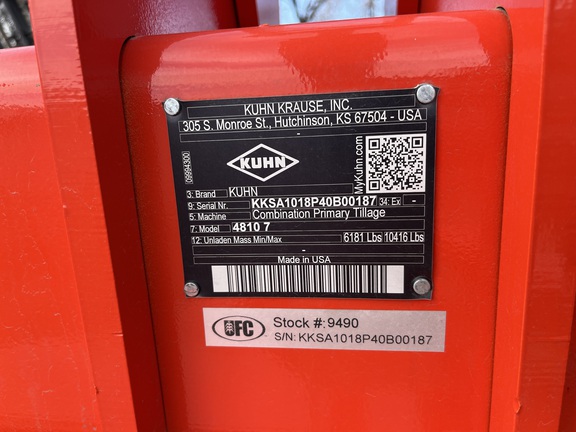 KUHN KRAUSE, INC.
305 S. Monroe St., Hutchinson, KS 67504 - USA
-
09994300
KUHN
MyKuhn.com
3: Brand KUHN
9: Serial Nr. KKSA1018P40B00187 34: Ex -
5: Machine Combination Primary Tillage
7: Model 4810 7
12: Unladen Mass Min/Max 6181 Lbs 10416 Lbs
-
Made in USA
UFC Stock #: 9490
S/N: KKSA1018P40B00187